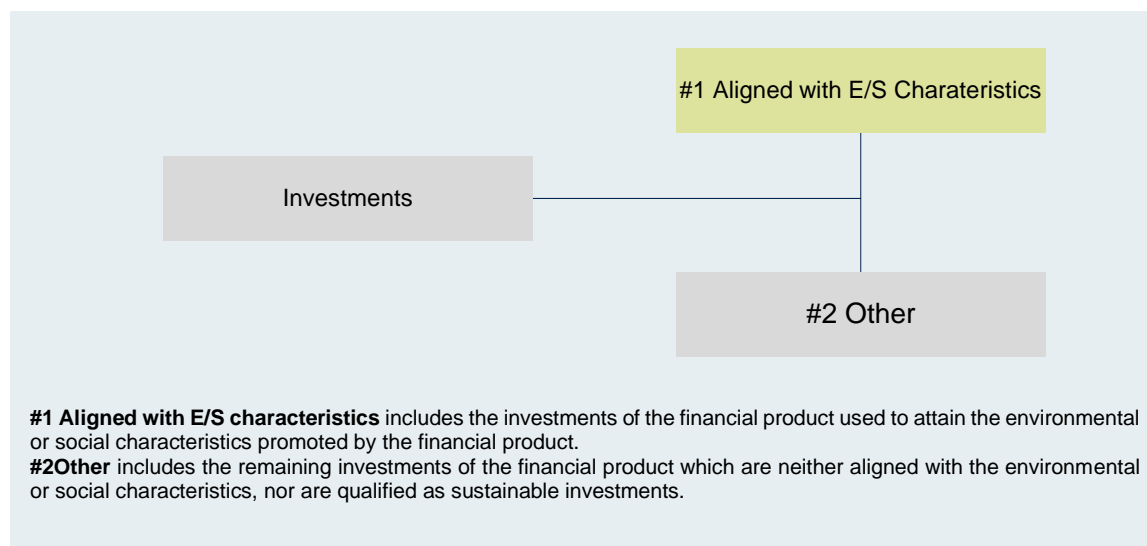 #1 Aligned with E/S Charateristics
Investments
#2 Other
#1 Aligned with E/S characteristics includes the investments of the financial product used to attain the environmental
or social characteristics promoted by the financial product.
#2Other includes the remaining investments of the financial product which are neither aligned with the environmental
or social characteristics, nor are qualified as sustainable investments.